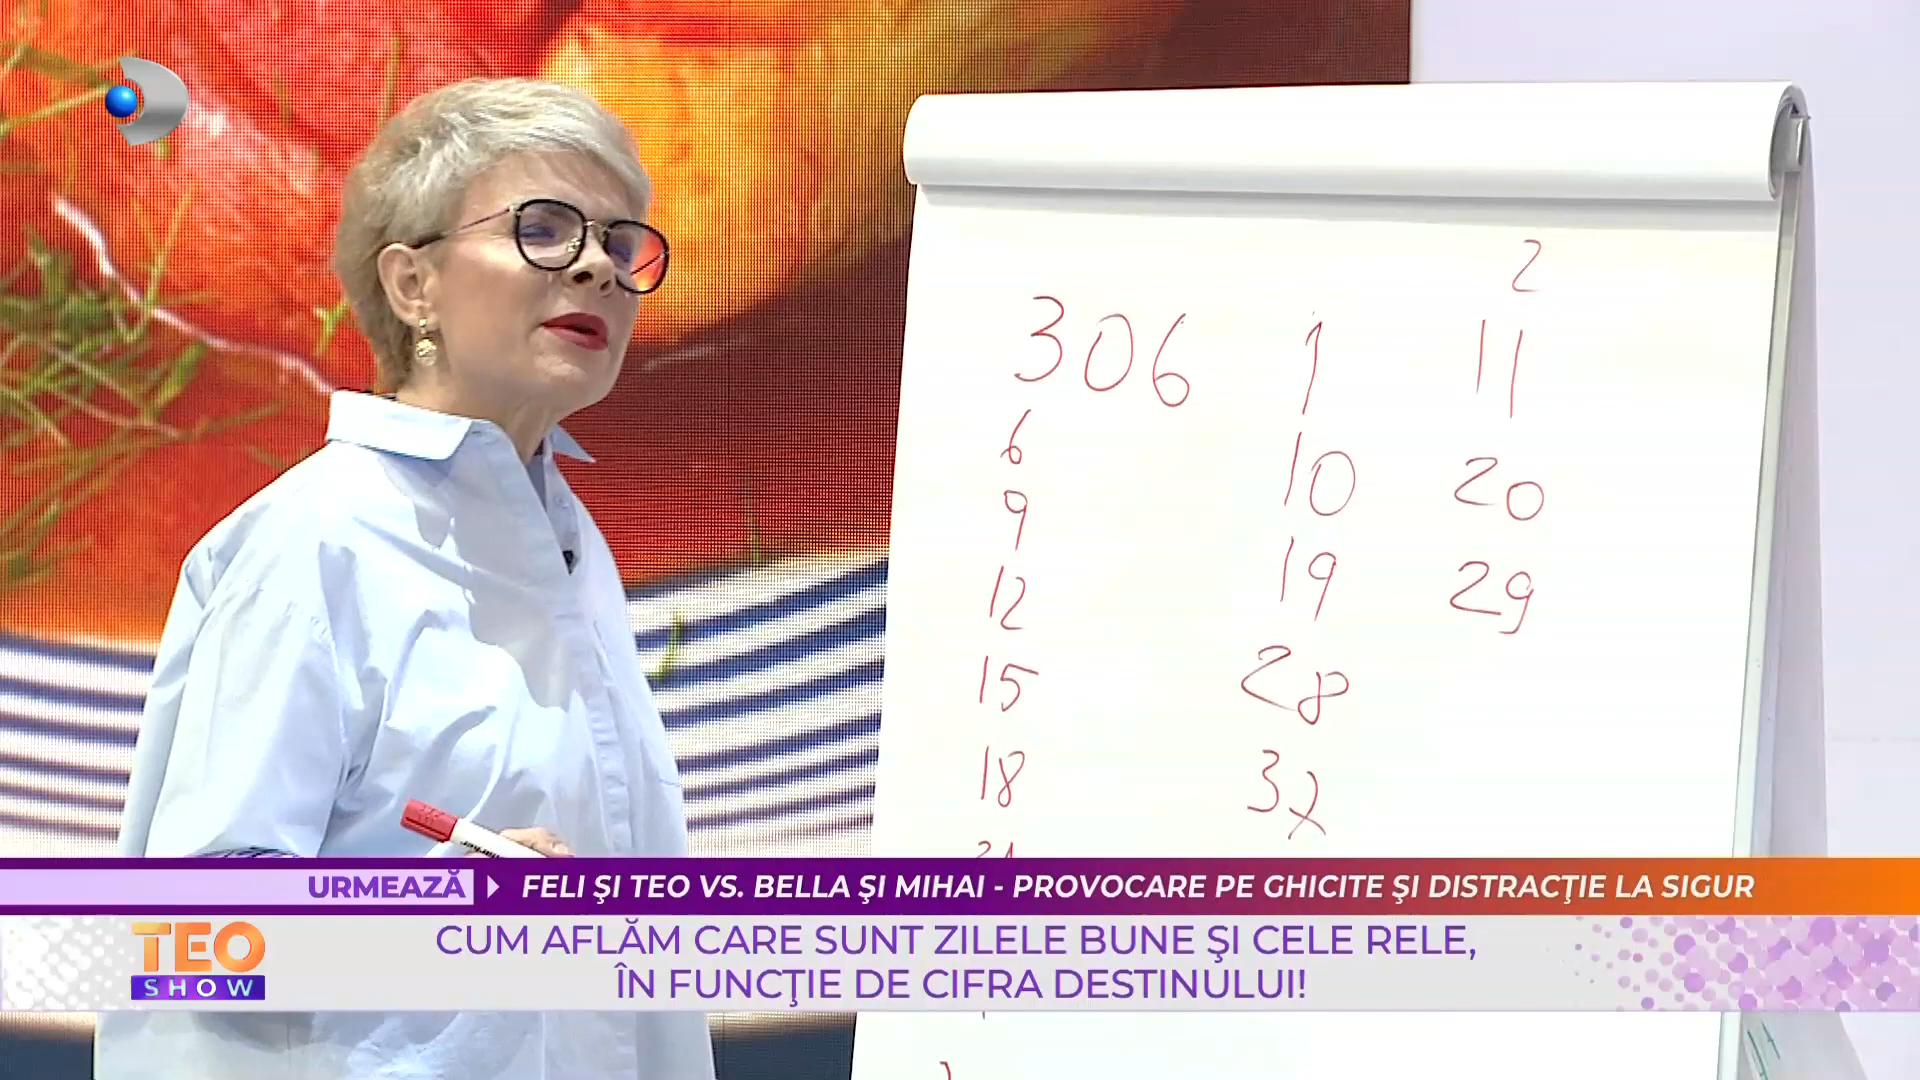 2
306 1 11
6
10 20
9
19 29
12
28
15
18
URMEAZĂ
FELI ŞI TEO VS. BELLA ŞI MIHAI - PROVOCARE PE GHICITE ŞI DISTRACŢIE LA SIGUR
TEO
SHOW
CUM AFLĂM CARE SUNT ZILELE BUNE ŞI CELE RELE,
ÎN FUNCŢIE DE CIFRA DESTINULUI!